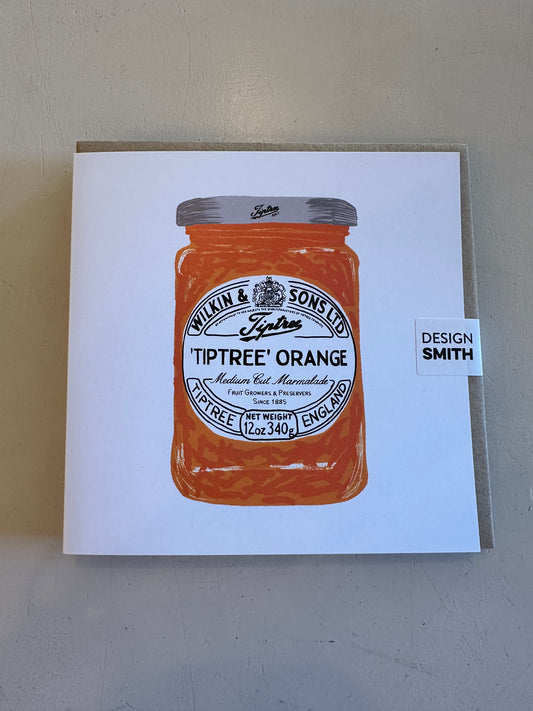 Tiptree
WILKIN & SONS LTD
Tiptree
'TIPTREE' ORANGE
Medium Cut Marmalade
FRUIT GROWERS & PRESERVERS
SINCE 1885
TIPTREE
NET WEIGHT
12oz 340g
ENGLAND
DESIGN
SMITH